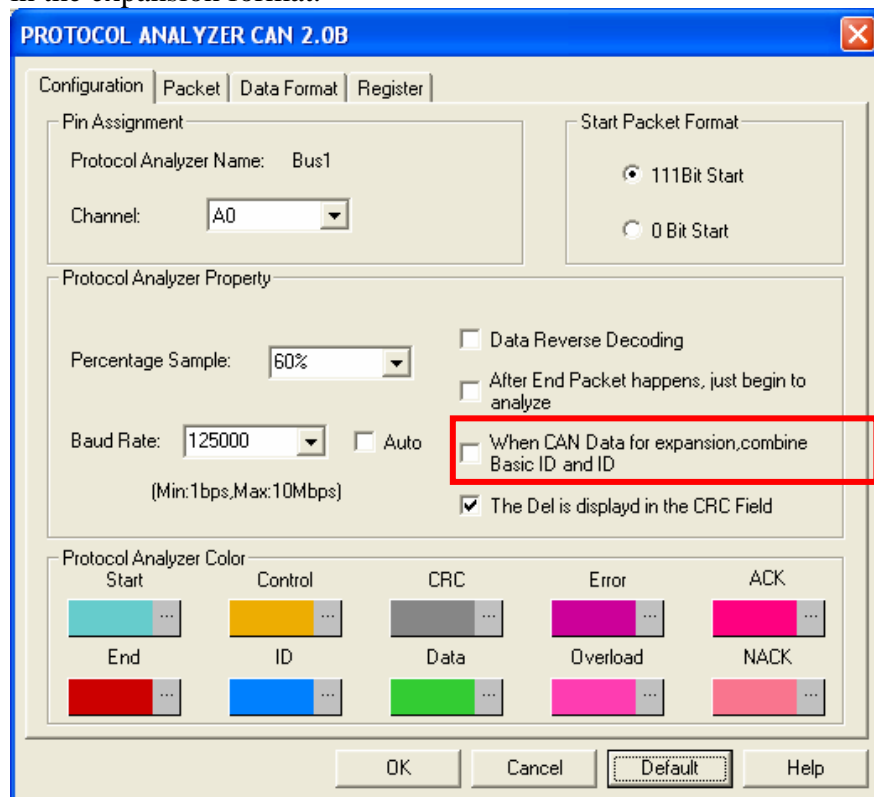 in the expansion format.
PROTOCOL ANALYZER CAN 2.0B
Configuration Packet Data Format Register
Pin Assignment
Protocol Analyzer Name: Bus1
Channel: A0
Start Packet Format
111Bit Start
0 Bit Start
Protocol Analyzer Property
Percentage Sample: 60%
Baud Rate: 125000 Auto
(Min:1bps,Max:10Mbps)
Data Reverse Decoding
After End Packet happens, just begin to
analyze
When CAN Data for expansion,combine
Basic ID and ID
The Del is displayd in the CRC Field
Protocol Analyzer Color
Start Control CRC Error ACK
... ... ... ... ...
End ID Data Overload NACK
... ... ... ... ...
OK Cancel Default Help